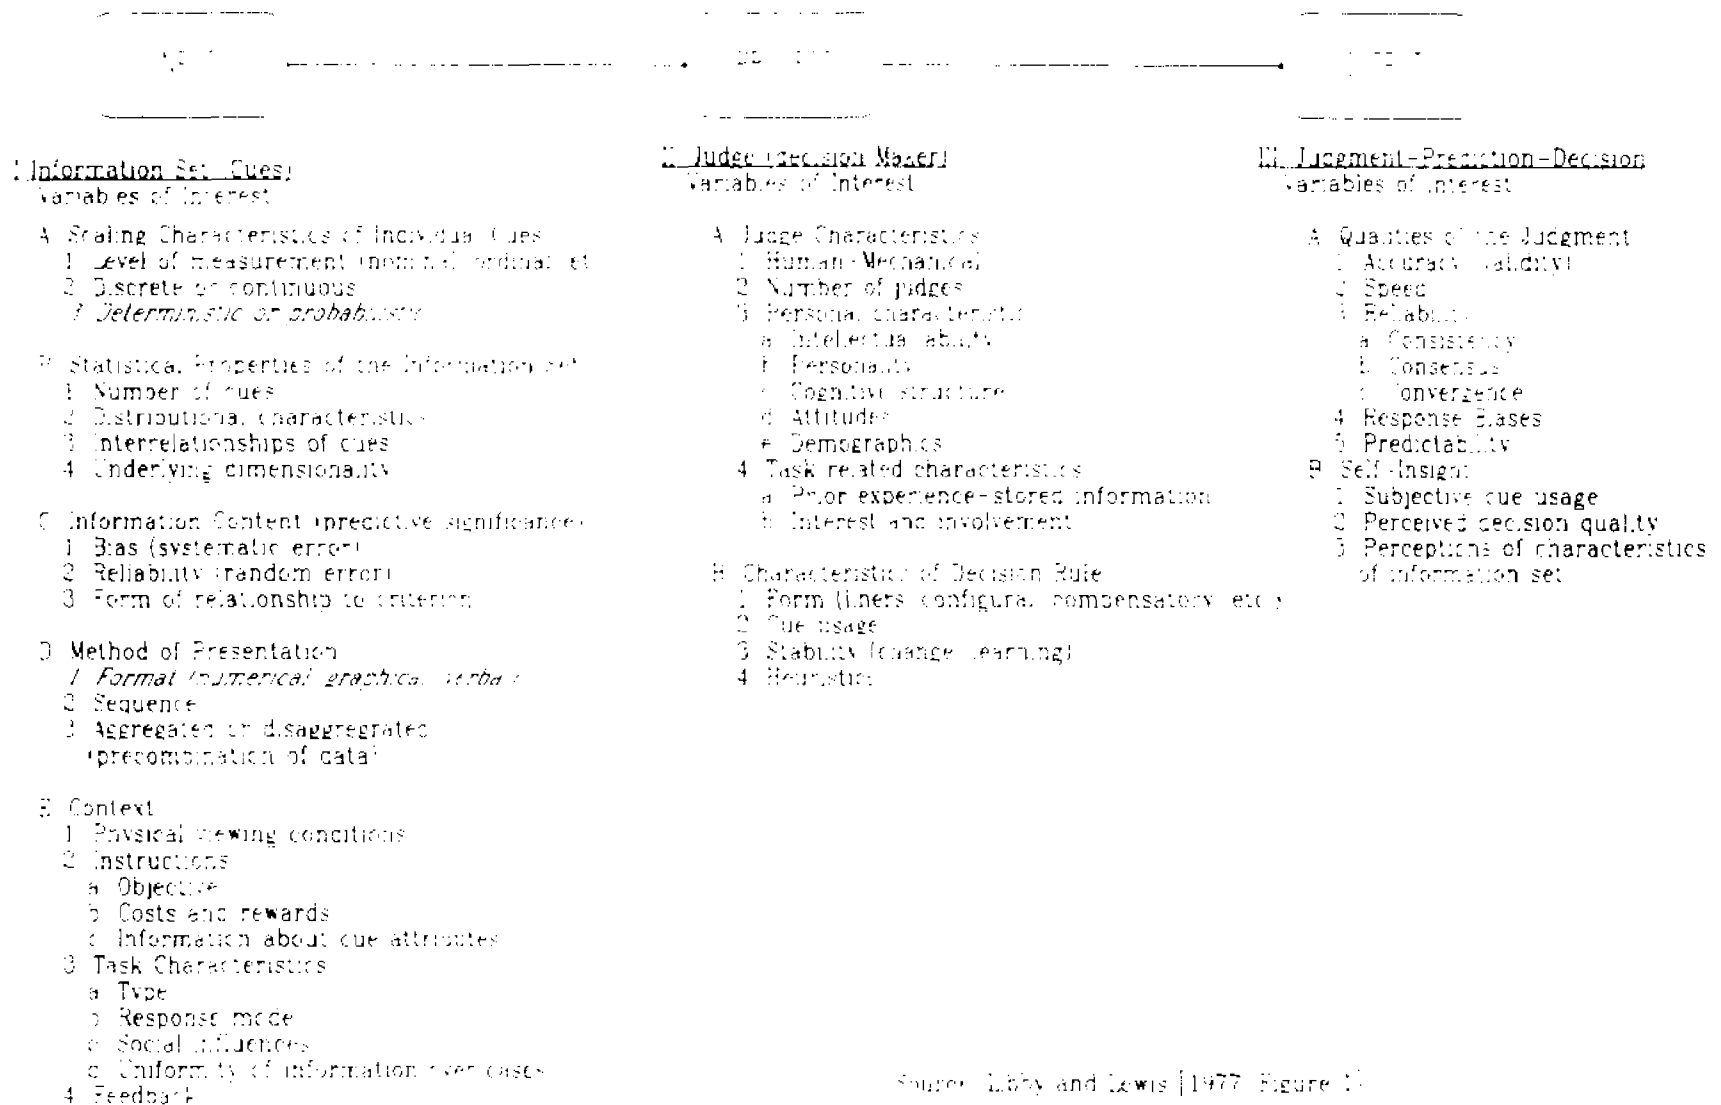 I Information Set (Cues)
Variables of Interest
A Scaling Characteristics of Individual Cues
1 Level of measurement (nominal ordinal et
2 Discrete or continuous
3 Deterministic or probabilistic
B Statistical Properties of the Information Set
1 Number of cues
2 Distributional characteristics
3 Interrelationships of cues
4 Underlying dimensionality
C Information Content (predictive significance)
1 Bias (systematic error)
2 Reliability (random error)
3 Form of relationship to criterion
D Method of Presentation
1 Format (numerical graphical verbal)
2 Sequence
3 Aggregated or disaggregrated
(precombination of data)
E Context
1 Physical viewing conditions
2 Instructions
a Objective
b Costs and rewards
c Information about cue attributes
3 Task Characteristics
a Type
b Response mode
c Social influences
d Uniformity of information over cases
4 Feedback
II Judge (decision Maker)
Variables of Interest
A Judge Characteristics
1 Human-Mechanical
2 Number of judges
3 Personal characteristic
a Intellectual ability
b Personality
c Cognitive structure
d Attitudes
e Demographics
4 Task related characteristics
a Prior experience-stored information
b Interest and involvement
B Characteristics of Decision Rule
1 Form (liners configural compensatory etc)
2 Cue usage
3 Stability (change learning)
4 Heuristics
III Judgment-Prediction-Decision
Variables of Interest
A Qualities of the Judgment
1 Accuracy (validity)
2 Speed
3 Reliability
a Consistency
b Consensus
c Convergence
4 Response Biases
5 Predictability
B Self-Insight
1 Subjective cue usage
2 Perceived decision quality
3 Perceptions of characteristics
of information set
Source Libby and Lewis [1977 Figure 1]